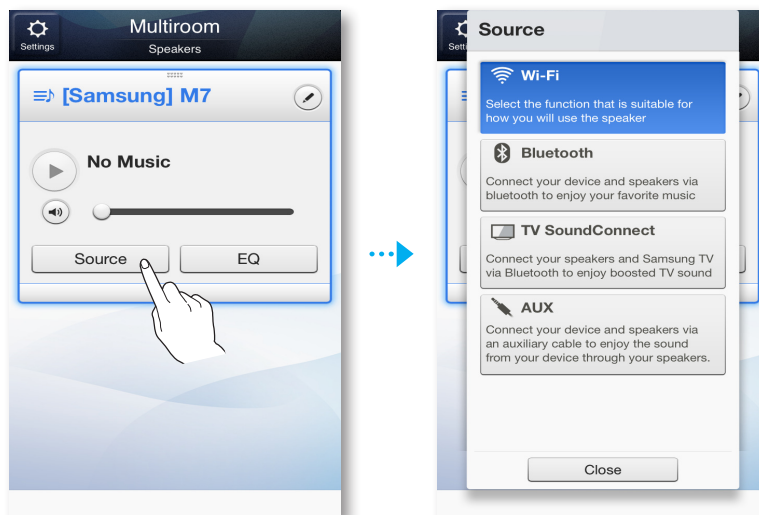 Multiroom
Settings
Speakers
[Samsung] M7
No Music
Source
EQ
Setti
Source
Wi-Fi
Select the function that is suitable for
how you will use the speaker
Bluetooth
Connect your device and speakers via
bluetooth to enjoy your favorite music
TV SoundConnect
Connect your speakers and Samsung TV
via Bluetooth to enjoy boosted TV sound
AUX
Connect your device and speakers via
an auxiliary cable to enjoy the sound
from your device through your speakers.
Close